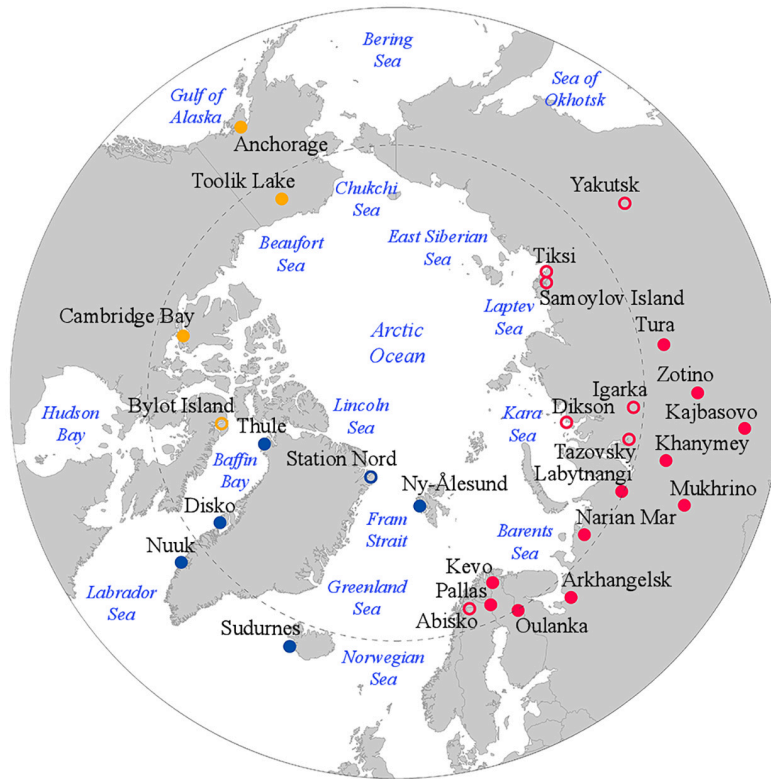 Bering
Sea
Sea of
Okhotsk
Gulf of
Alaska
Anchorage
Toolik Lake
Chukchi
Sea
Yakutsk
Beaufort
Sea
East Siberian
Sea
Tiksi
Samoylov Island
Laptev
Sea
Cambridge Bay
Arctic
Ocean
Tura
Zotino
Igarka
Kajbasovo
Hudson
Bay
Bylot Island
Lincoln
Sea
Kara
Sea
Dikson
Thule
Tazovsky
Khanymey
Baffin
Bay
Station Nord
Ny-Ålesund
Labytnangi
Mukhrino
Disko
Fram
Strait
Barents
Sea
Narian Mar
Nuuk
Labrador
Sea
Greenland
Sea
Kevo
Pallas
Abisko
Arkhangelsk
Oulanka
Sudurnes
Norwegian
Sea